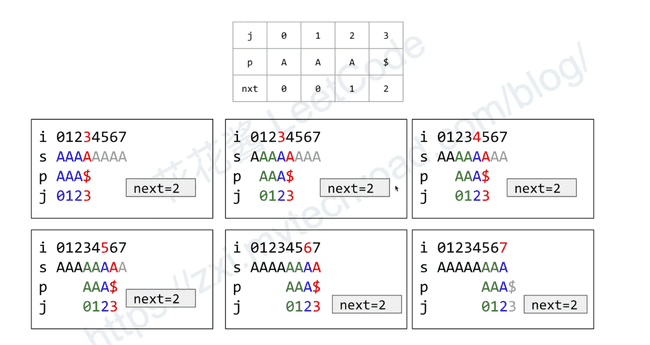 j 0 1 2 3
p A A A $
nxt 0 0 1 2
i 01234567
s AAAAAAAA
p AAA$
j 0123
next=2
i 01234567
s AAAAAAAA
p AAA$
j 0123
next=2
i 01234567
s AAAAAAAA
p AAA$
j 0123
next=2
i 01234567
s AAAAAAAA
p AAA$
j 0123
next=2
i 01234567
s AAAAAAAA
p AAA$
j 0123
next=2
i 01234567
s AAAAAAAA
p AAA$
j 0123
next=2
花花酱 LeetCode
https://zxi.mytechroad.com/blog/